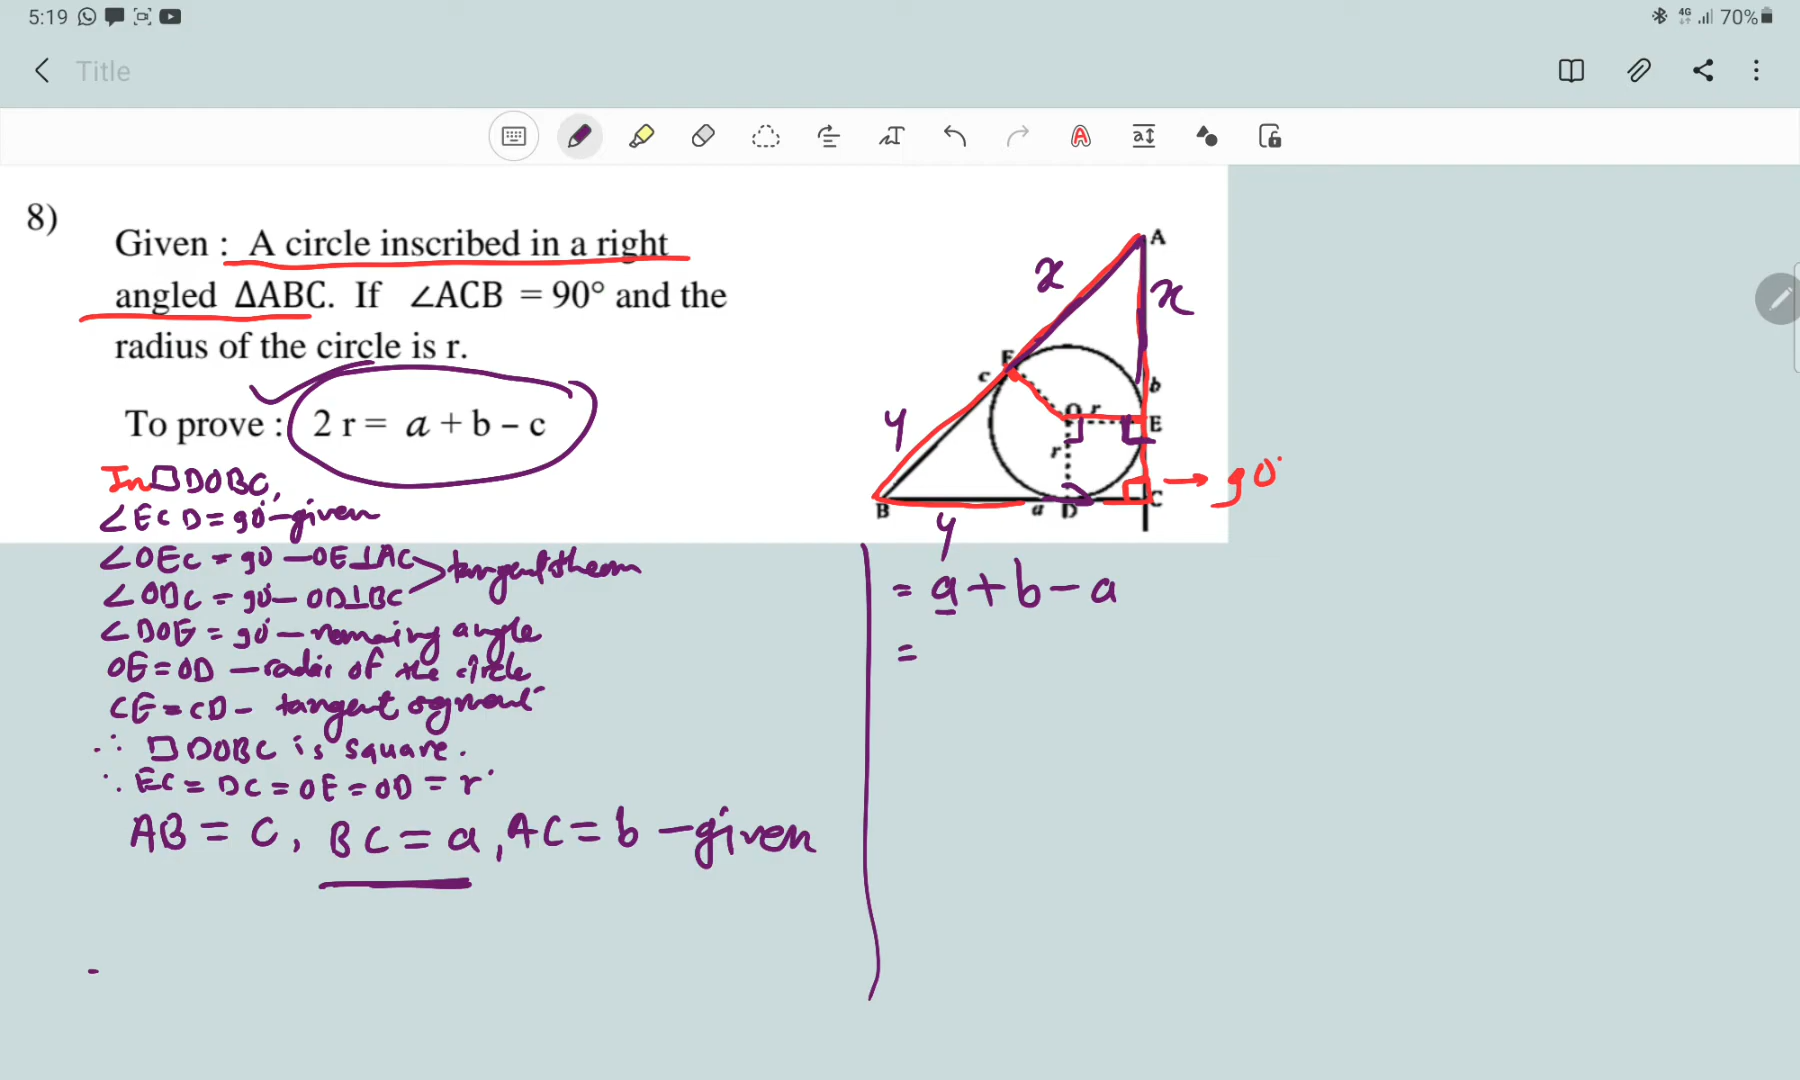 5:19
4G 70%
Title
8)
Given : A circle inscribed in a right
angled ΔABC. If ∠ACB = 90° and the
radius of the circle is r.
To prove : 2 r = a + b – c
In □DOBC,
∠ECD = 90° – given
∠OEC = 90 – OE⊥AC
∠ODC = 90° – OD⊥BC
tangent theom
∠DOE = 90° – remaing angle
OE = OD – radii of the circle
CE = CD – tangent segment
∴ □DOBC is square.
∴ EC = DC = OE = OD = r
AB = C, BC = a, AC = b – given
A
x
x
F
c
b
y
O
r
E
r
90°
B
a
D
C
y
= a + b – a
=